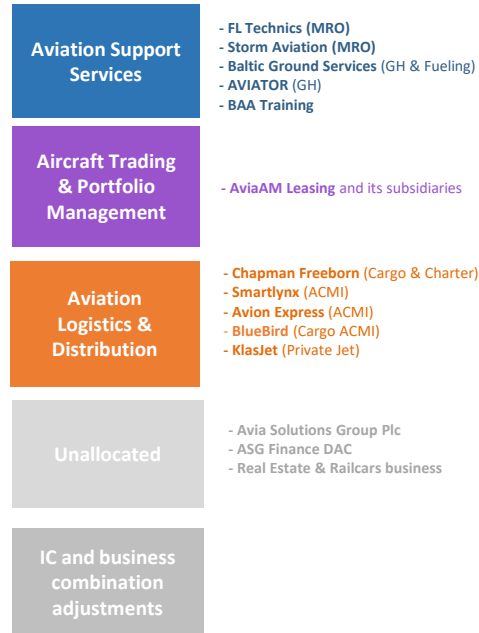 Aviation Support
Services
- FL Technics (MRO)
- Storm Aviation (MRO)
- Baltic Ground Services (GH & Fueling)
- AVIATOR (GH)
- BAA Training
Aircraft Trading
& Portfolio
Management
- AviaAM Leasing and its subsidiaries
Aviation
Logistics &
Distribution
- Chapman Freeborn (Cargo & Charter)
- Smartlynx (ACMI)
- Avion Express (ACMI)
- BlueBird (Cargo ACMI)
- KlasJet (Private Jet)
Unallocated
- Avia Solutions Group Plc
- ASG Finance DAC
- Real Estate & Railcars business
IC and business
combination
adjustments